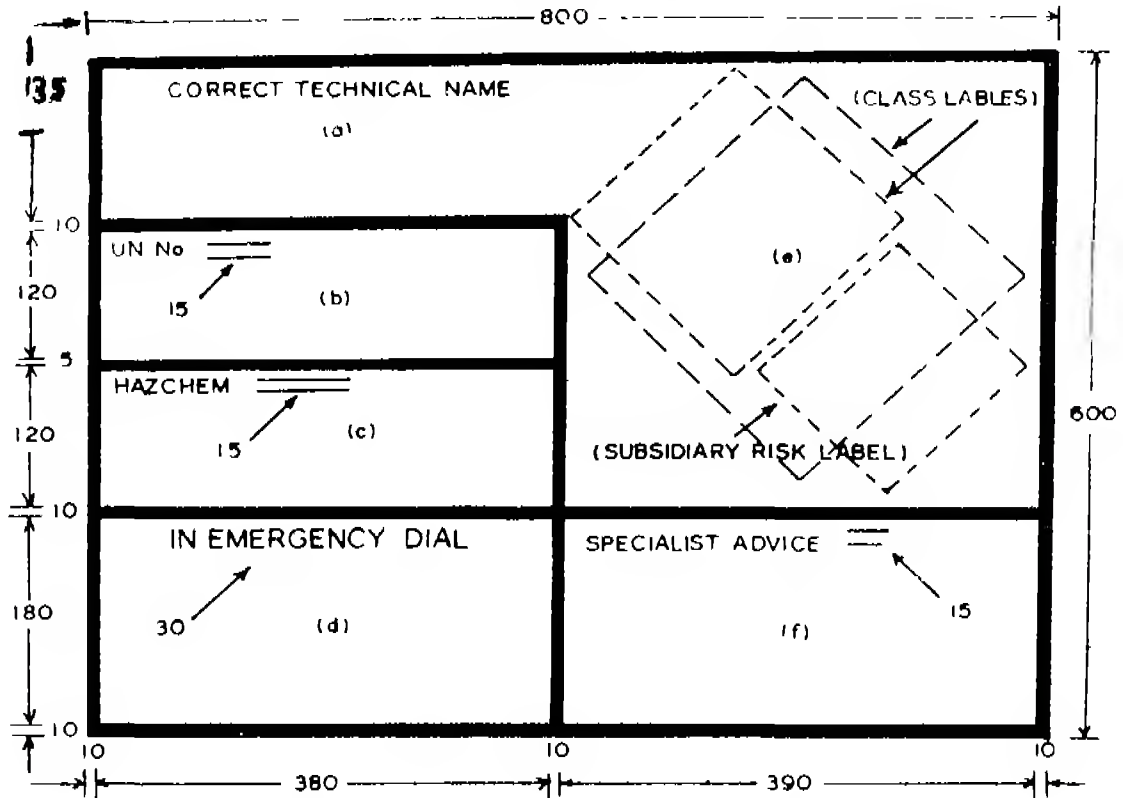 800
135
CORRECT TECHNICAL NAME
(a)
(CLASS LABLES)
10
UN No
120
15
(b)
(e)
5
HAZCHEM
120
15
(c)
(SUBSIDIARY RISK LABEL)
600
10
IN EMERGENCY DIAL
SPECIALIST ADVICE
180
30
(d)
15
(f)
10
10
10
10
380
390